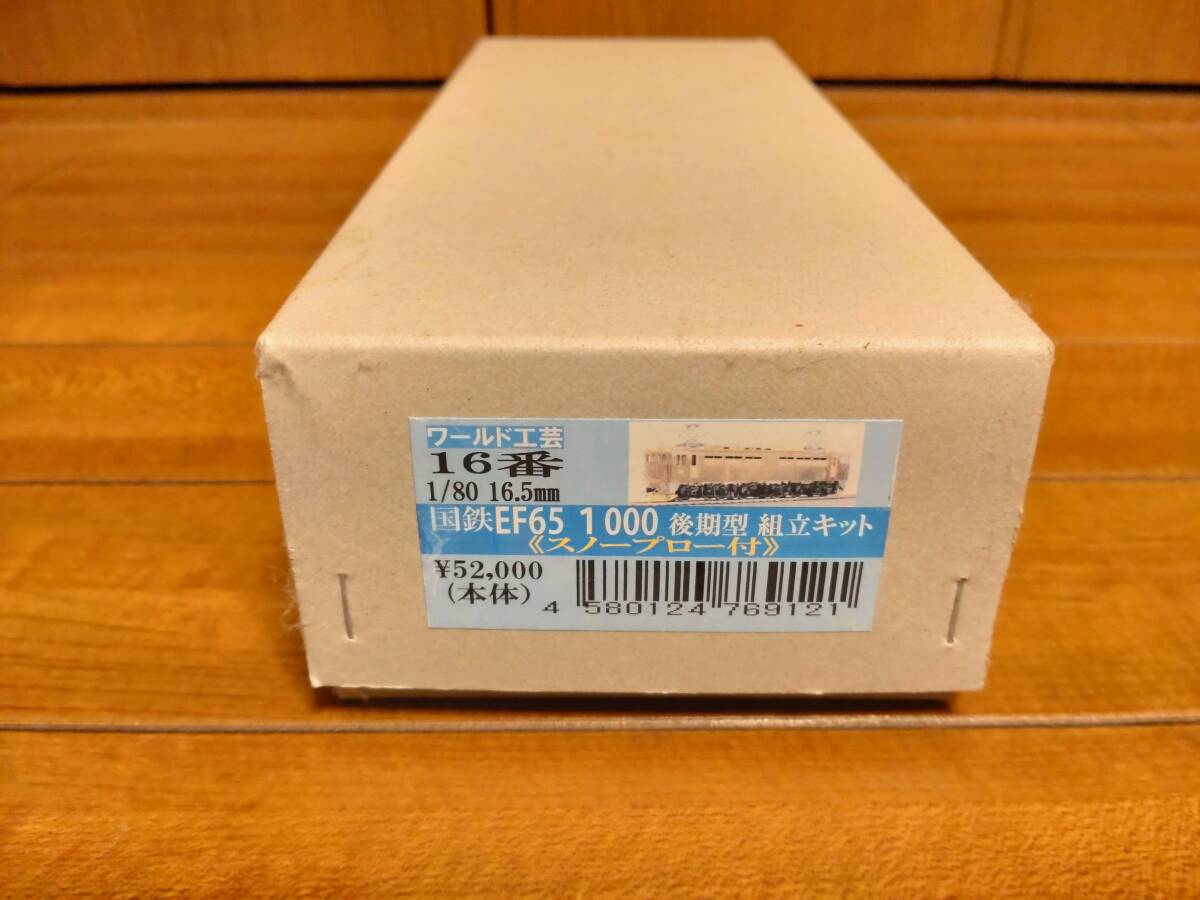 ワールド工芸
16番
1/80 16.5mm
国鉄EF65 1000 後期型 組立キット
《スノープロー付》
¥52,000
(本体)
4 580124 769121